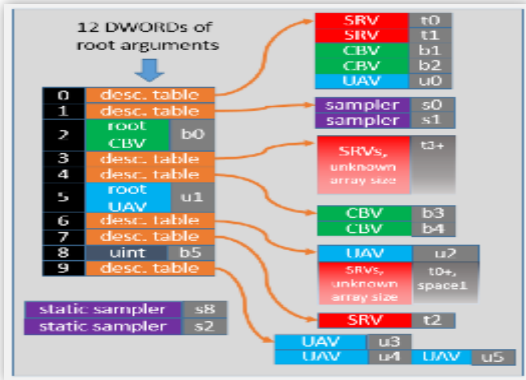 12 DWORDs of
root arguments
0 desc. table
1 desc. table
2 root CBV b0
3 desc. table
4 desc. table
5 root UAV u1
6 desc. table
7 desc. table
8 uint b5
9 desc. table
static sampler s8
static sampler s2
SRV t0
SRV t1
CBV b1
CBV b2
UAV u0
sampler s0
sampler s1
SRVs, t3+
unknown
array size
CBV b3
CBV b4
UAV u2
SRVs, t0+,
unknown space1
array size
SRV t2
UAV u3
UAV u4 UAV u5